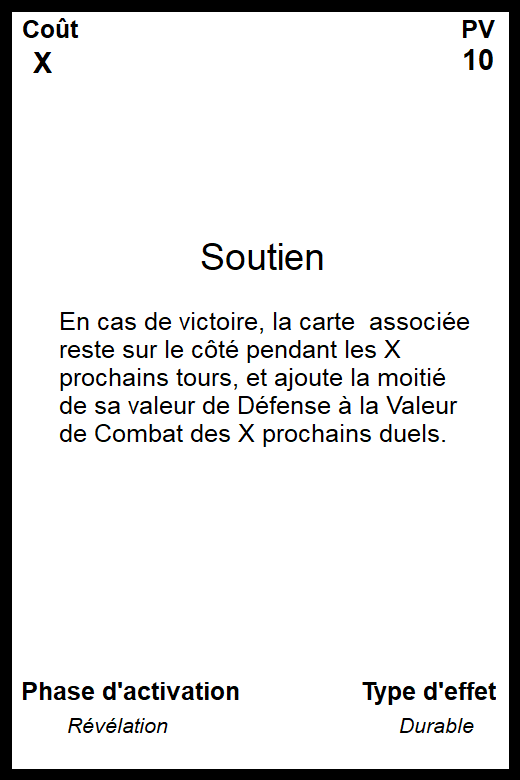 Coût PV
X 10
Soutien
En cas de victoire, la carte  associée
reste sur le côté pendant les X
prochains tours, et ajoute la moitié
de sa valeur de Défense à la Valeur
de Combat des X prochains duels.
Phase d'activation Type d'effet
Révélation Durable